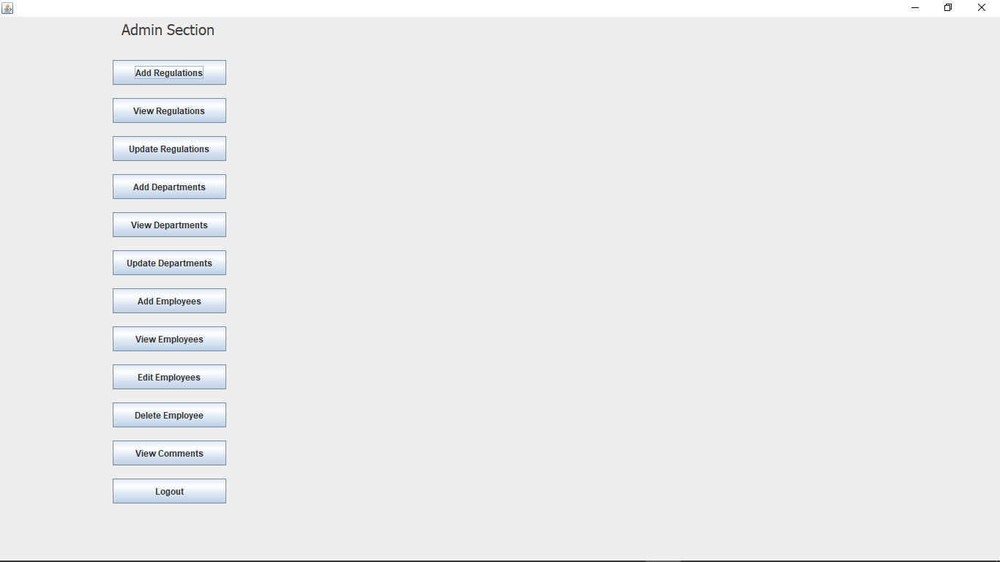 Admin Section
Add Regulations
View Regulations
Update Regulations
Add Departments
View Departments
Update Departments
Add Employees
View Employees
Edit Employees
Delete Employee
View Comments
Logout